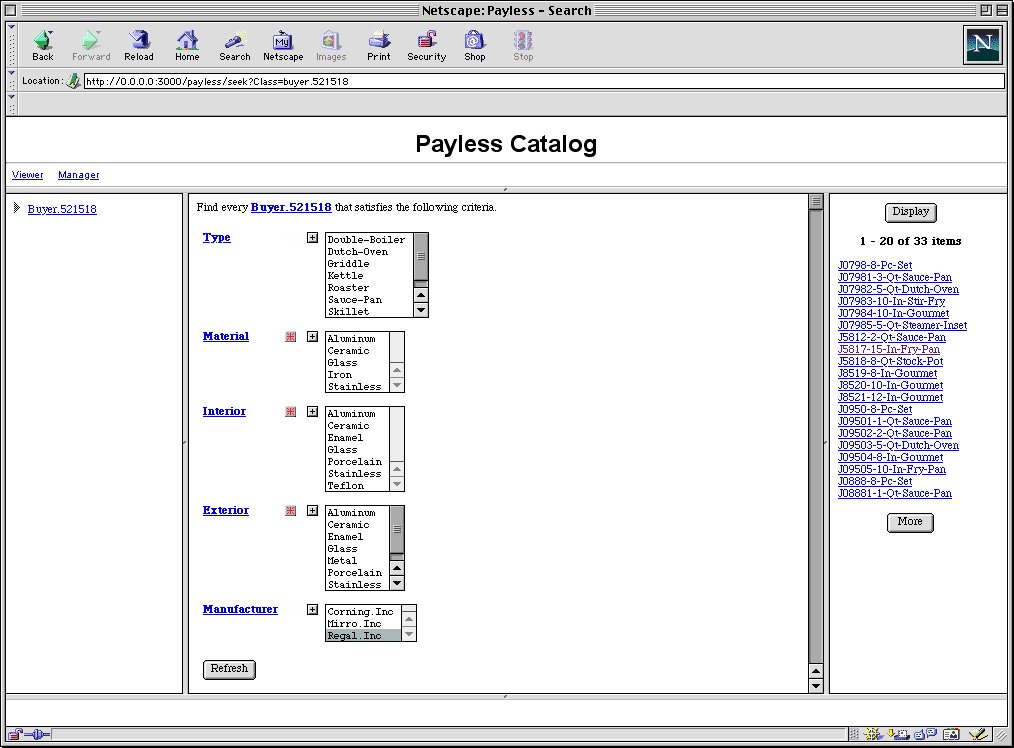 Netscape: Payless - Search
Back Forward Reload Home Search Netscape Images Print Security Shop Stop
My
N
Location: http://0.0.0.0:3000/payless/seek?Class=buyer.521518
Payless Catalog
Viewer Manager
Buyer.521518
Find every Buyer.521518 that satisfies the following criteria.
Type
Double-Boiler
Dutch-Oven
Griddle
Kettle
Roaster
Sauce-Pan
Skillet
Material
Aluminum
Ceramic
Glass
Iron
Stainless
Interior
Aluminum
Ceramic
Enamel
Glass
Porcelain
Stainless
Teflon
Exterior
Aluminum
Ceramic
Enamel
Glass
Metal
Porcelain
Stainless
Manufacturer
Corning.Inc
Mirro.Inc
Regal.Inc
Refresh
Display
1 - 20 of 33 items
J0798-8-Pc-Set
J07981-3-Qt-Sauce-Pan
J07982-5-Qt-Dutch-Oven
J07983-10-In-Stir-Fry
J07984-10-In-Gourmet
J07985-5-Qt-Steamer-Inset
J5812-2-Qt-Sauce-Pan
J5817-15-In-Fry-Pan
J5818-8-Qt-Stock-Pot
J8519-8-In-Gourmet
J8520-10-In-Gourmet
J8521-12-In-Gourmet
J0950-8-Pc-Set
J09501-1-Qt-Sauce-Pan
J09502-2-Qt-Sauce-Pan
J09503-5-Qt-Dutch-Oven
J09504-8-In-Gourmet
J09505-10-In-Fry-Pan
J0888-8-Pc-Set
J08881-1-Qt-Sauce-Pan
More